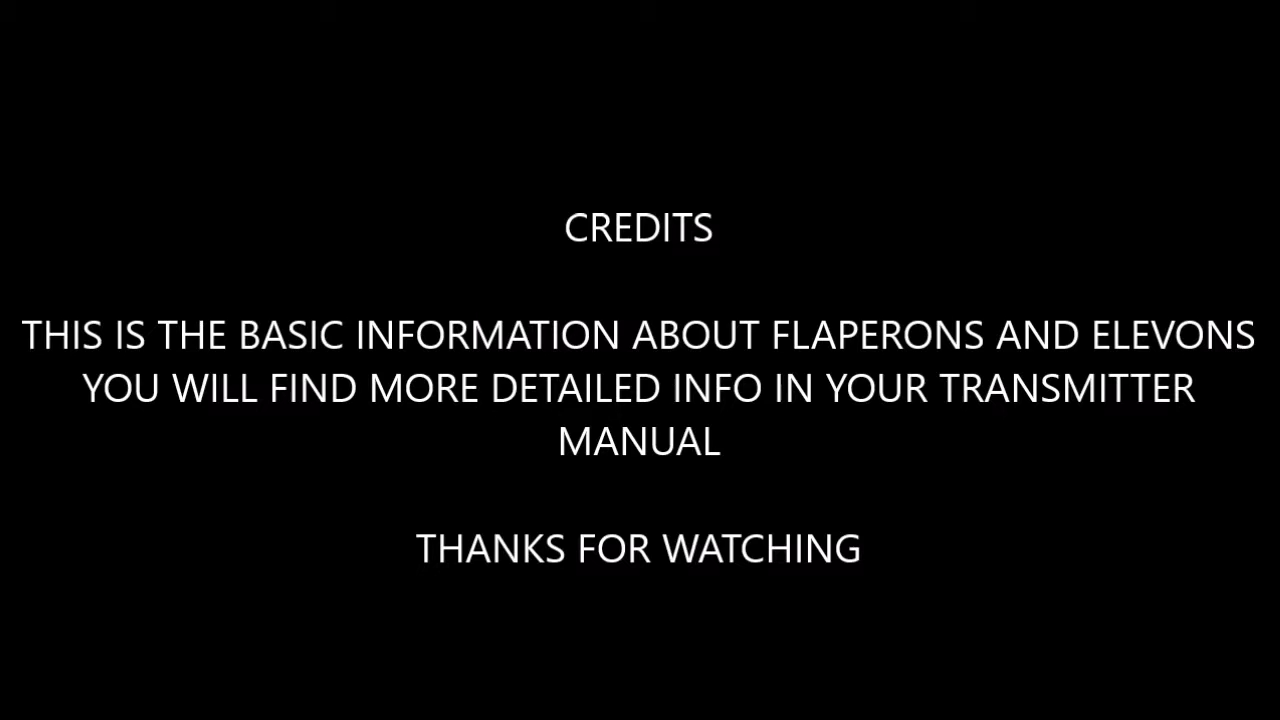 CREDITS
THIS IS THE BASIC INFORMATION ABOUT FLAPERONS AND ELEVONS
YOU WILL FIND MORE DETAILED INFO IN YOUR TRANSMITTER
MANUAL
THANKS FOR WATCHING